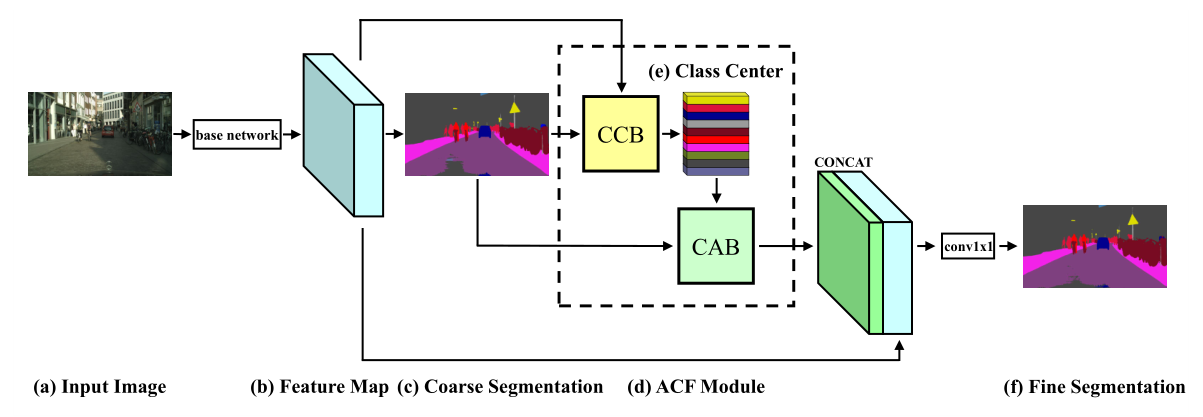 (e) Class Center
base network
CCB
CONCAT
CAB
conv1x1
(a) Input Image
(b) Feature Map
(c) Coarse Segmentation
(d) ACF Module
(f) Fine Segmentation